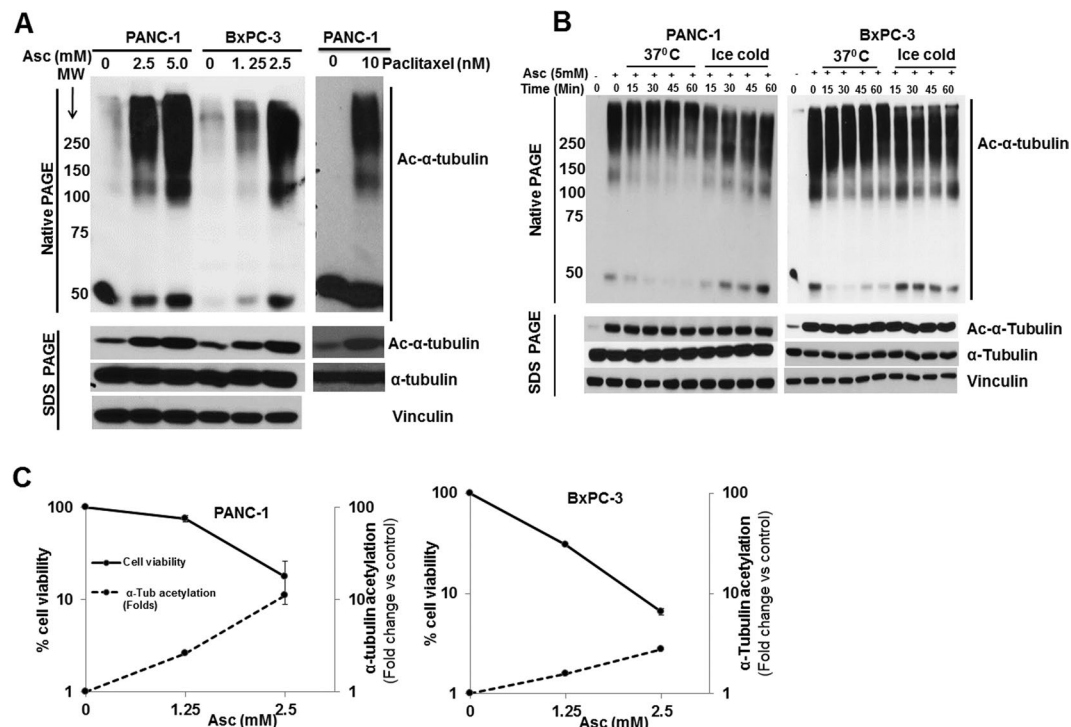 A
PANC-1 BxPC-3 PANC-1
Asc (mM) 0 2.5 5.0 0 1. 25 2.5 0 10 Paclitaxel (nM)
MW
250
150
100
75
50
Native PAGE
Ac-α-tubulin
SDS PAGE
Ac-α-tubulin
α-tubulin
Vinculin
B
PANC-1 BxPC-3
37⁰C Ice cold 37⁰C Ice cold
Asc (5mM) - + + + + + + + + + - + + + + + + + + +
Time (Min) 0 15 30 45 60 15 30 45 60 0 15 30 45 60 15 30 45 60
250
150
100
75
50
Native PAGE
Ac-α-tubulin
SDS PAGE
Ac-α-Tubulin
α-Tubulin
Vinculin
C
PANC-1
100
10
1
% cell viability
Cell viability
α-Tub acetylation
(Folds)
100
10
1
α-tubulin acetylation
(Fold change vs control)
0 1.25 2.5
Asc (mM)
BxPC-3
100
10
1
% cell viability
100
10
1
α-Tubulin acetylation
(Fold change vs control)
0 1.25 2.5
Asc (mM)